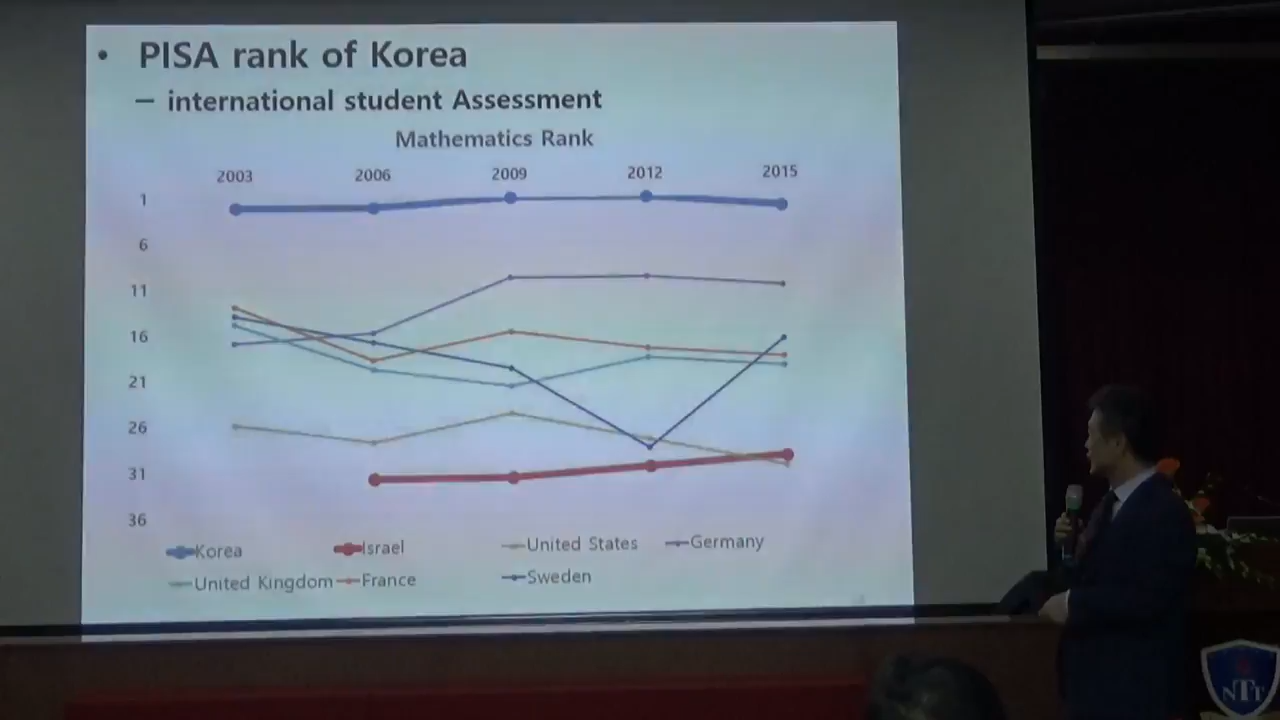 • PISA rank of Korea
– international student Assessment
Mathematics Rank
2003 2006 2009 2012 2015
1
6
11
16
21
26
31
36
Korea Israel United States Germany
United Kingdom France Sweden
NTT